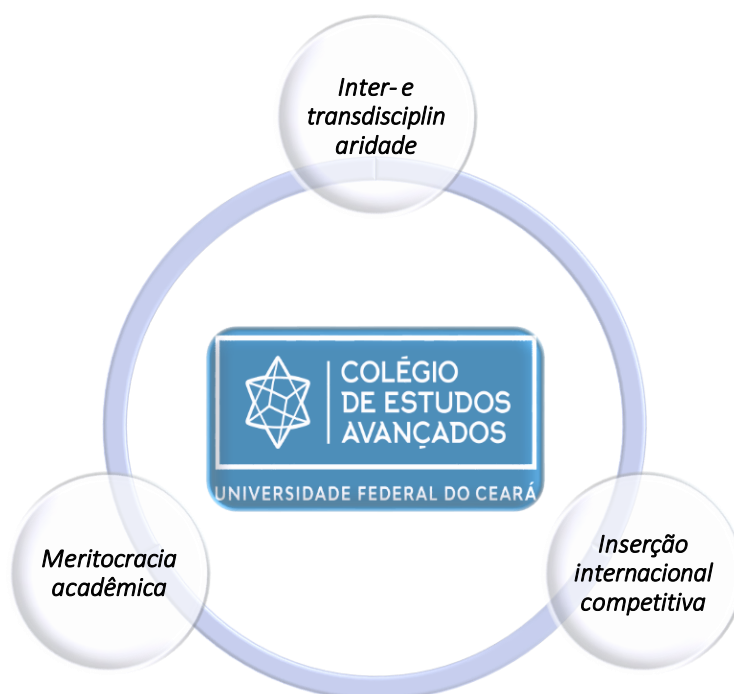 Inter- e
transdisciplin
aridade
COLÉGIO
DE ESTUDOS
AVANÇADOS
UNIVERSIDADE FEDERAL DO CEARÁ
Meritocracia
acadêmica
Inserção
internacional
competitiva